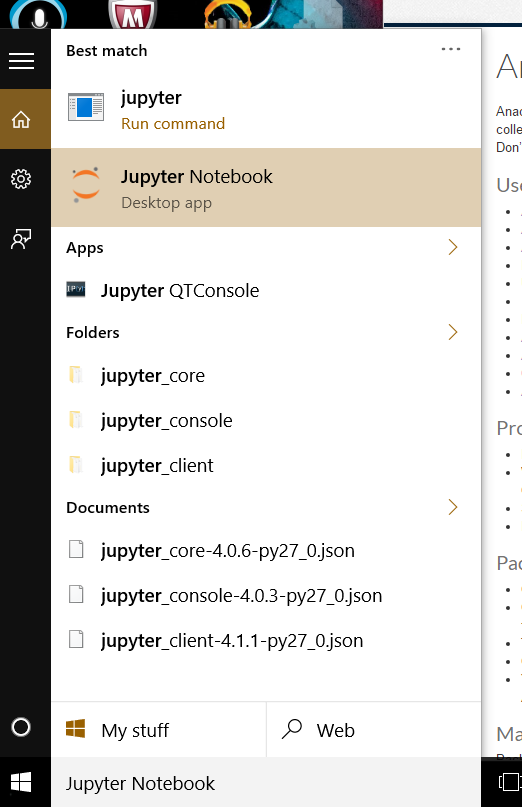 Best match
...
jupyter
Run command
Jupyter Notebook
Desktop app
Apps
Jupyter QTConsole
Folders
jupyter_core
jupyter_console
jupyter_client
Documents
jupyter_core-4.0.6-py27_0.json
jupyter_console-4.0.3-py27_0.json
jupyter_client-4.1.1-py27_0.json
My stuff
Web
Jupyter Notebook
Anac
colle
Don'
Use
Pro
Pac
Ma